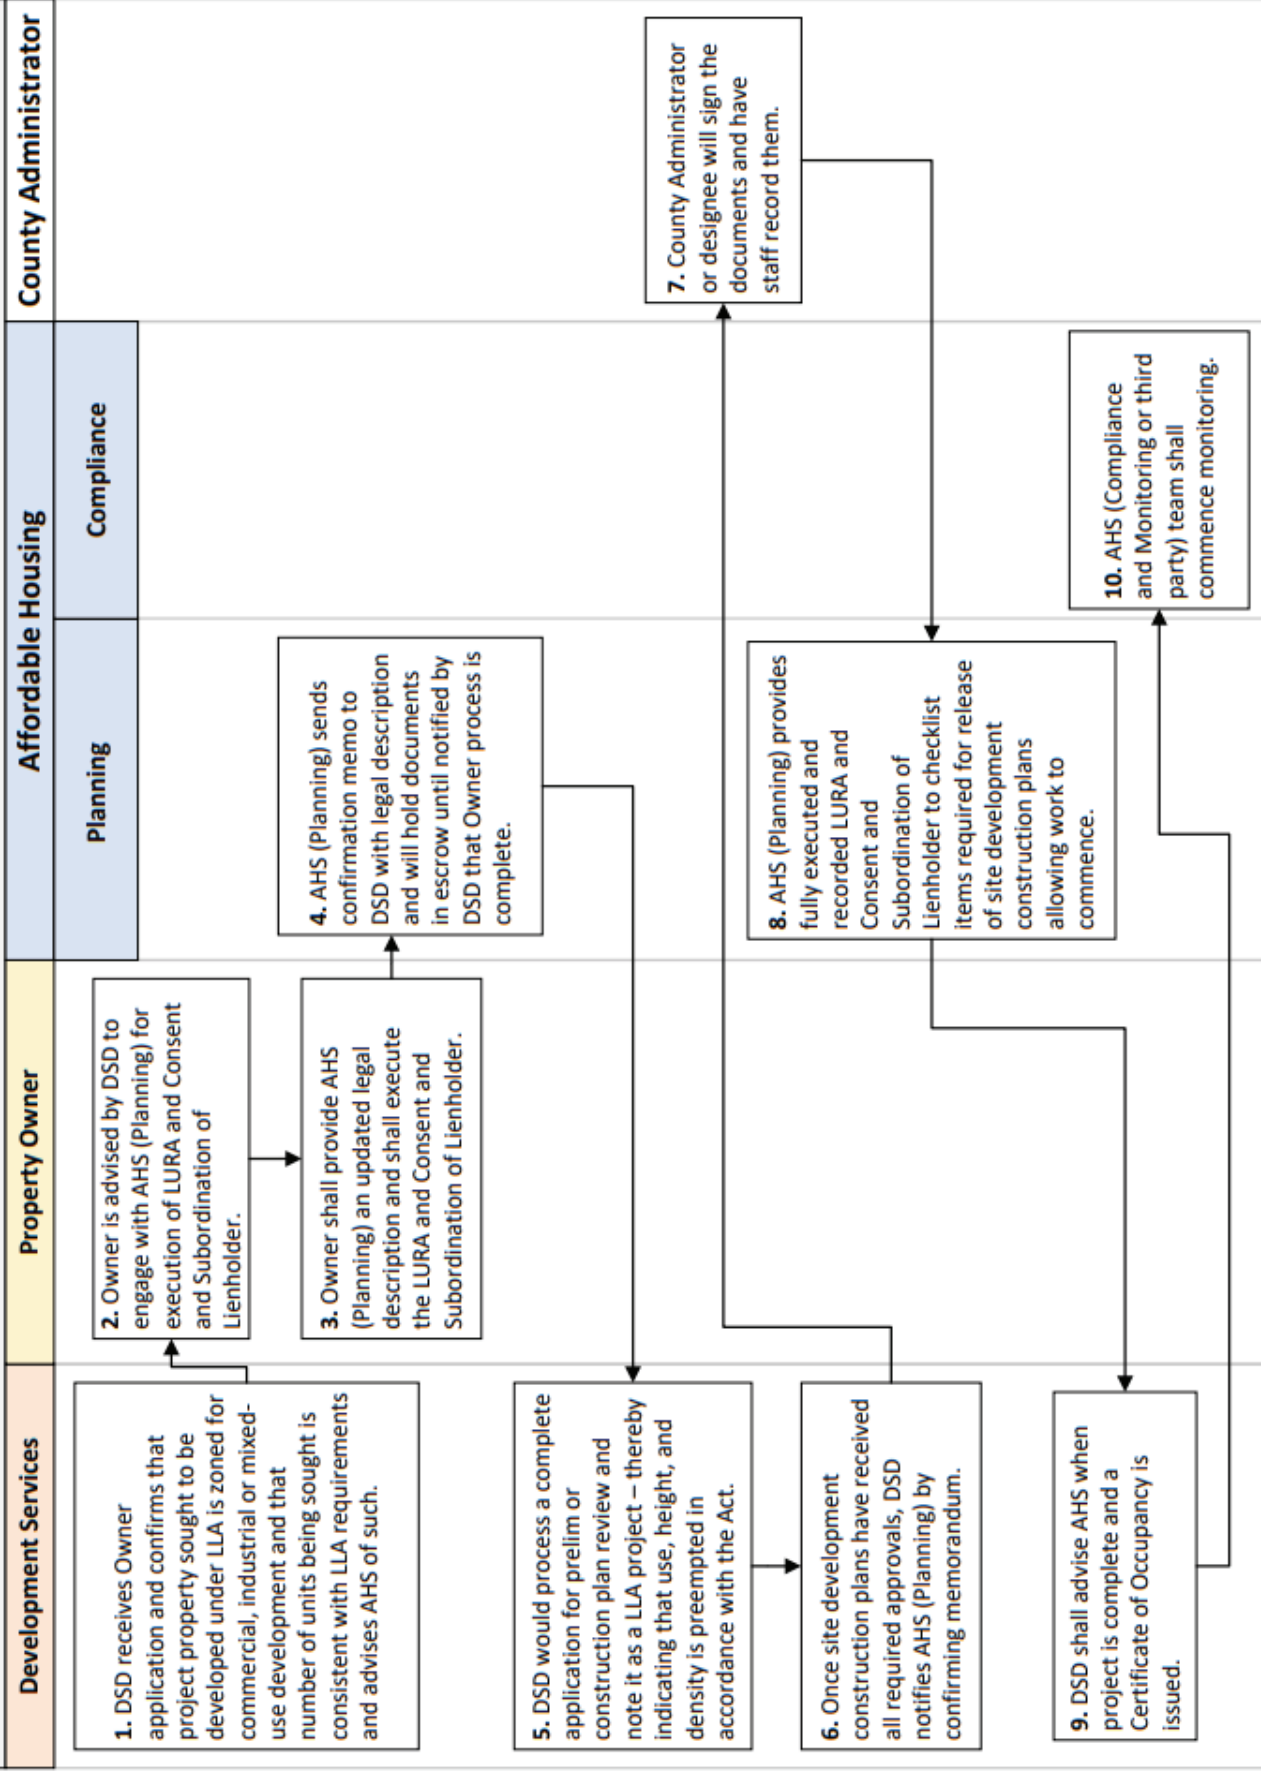 Development Services
Property Owner
Affordable Housing
County Administrator
Planning
Compliance
1. DSD receives Owner
application and confirms that
project property sought to be
developed under LLA is zoned for
commercial, industrial or mixed-
use development and that
number of units being sought is
consistent with LLA requirements
and advises AHS of such.
2. Owner is advised by DSD to
engage with AHS (Planning) for
execution of LURA and Consent
and Subordination of
Lienholder.
3. Owner shall provide AHS
(Planning) an updated legal
description and shall execute
the LURA and Consent and
Subordination of Lienholder.
4. AHS (Planning) sends
confirmation memo to
DSD with legal description
and will hold documents
in escrow until notified by
DSD that Owner process is
complete.
5. DSD would process a complete
application for prelim or
construction plan review and
note it as a LLA project – thereby
indicating that use, height, and
density is preempted in
accordance with the Act.
6. Once site development
construction plans have received
all required approvals, DSD
notifies AHS (Planning) by
confirming memorandum.
7. County Administrator
or designee will sign the
documents and have
staff record them.
8. AHS (Planning) provides
fully executed and
recorded LURA and
Consent and
Subordination of
Lienholder to checklist
items required for release
of site development
construction plans
allowing work to
commence.
9. DSD shall advise AHS when
project is complete and a
Certificate of Occupancy is
issued.
10. AHS (Compliance
and Monitoring or third
party) team shall
commence monitoring.